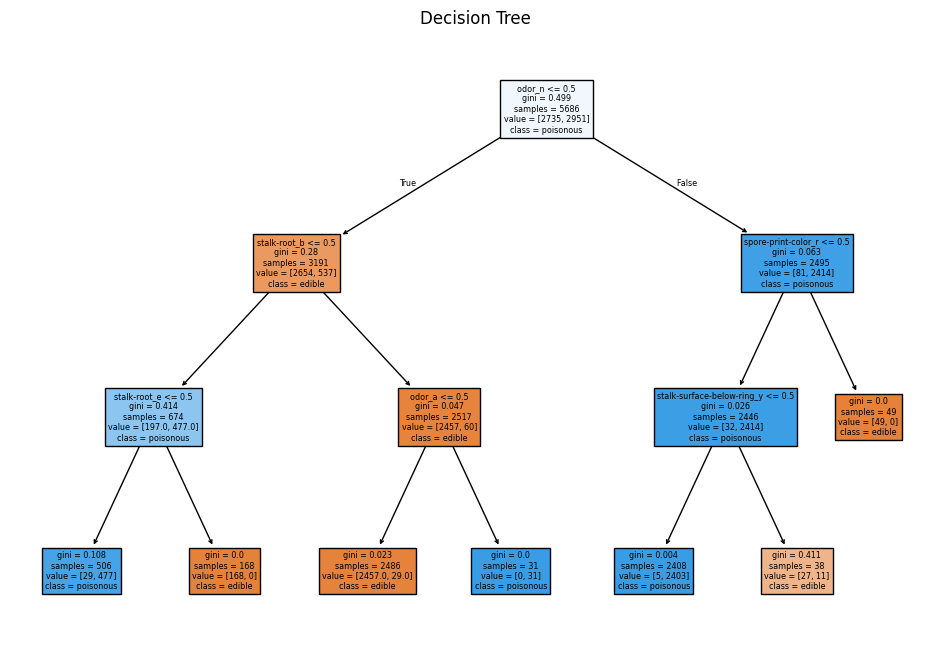 Decision Tree
odor_n <= 0.5
gini = 0.499
samples = 5686
value = [2735, 2951]
class = poisonous
True
False
stalk-root_b <= 0.5
gini = 0.28
samples = 3191
value = [2654, 537]
class = edible
spore-print-color_r <= 0.5
gini = 0.063
samples = 2495
value = [81, 2414]
class = poisonous
stalk-root_e <= 0.5
gini = 0.414
samples = 674
value = [197.0, 477.0]
class = poisonous
odor_a <= 0.5
gini = 0.047
samples = 2517
value = [2457, 60]
class = edible
stalk-surface-below-ring_y <= 0.5
gini = 0.026
samples = 2446
value = [32, 2414]
class = poisonous
gini = 0.0
samples = 49
value = [49, 0]
class = edible
gini = 0.108
samples = 506
value = [29, 477]
class = poisonous
gini = 0.0
samples = 168
value = [168, 0]
class = edible
gini = 0.023
samples = 2486
value = [2457.0, 29.0]
class = edible
gini = 0.0
samples = 31
value = [0, 31]
class = poisonous
gini = 0.004
samples = 2408
value = [5, 2403]
class = poisonous
gini = 0.411
samples = 38
value = [27, 11]
class = edible